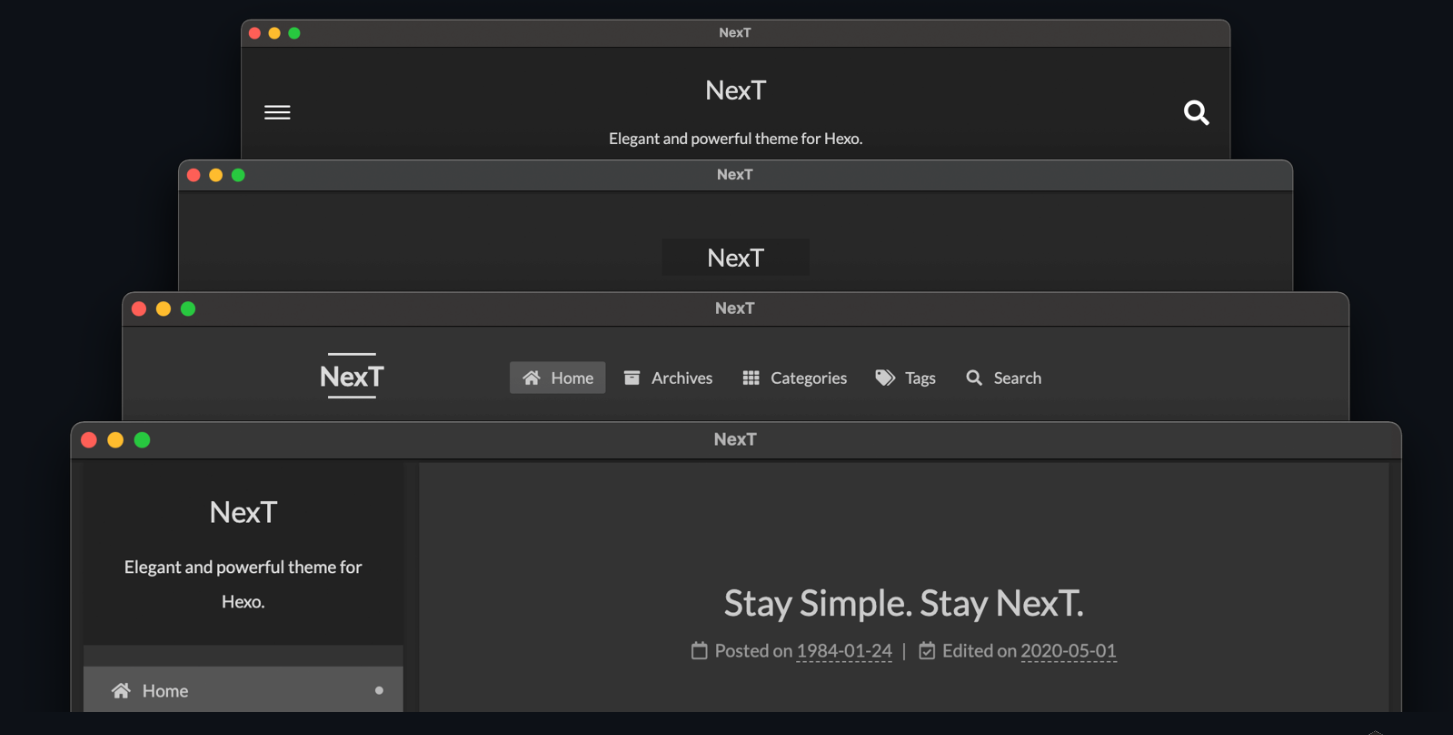 NexT
NexT
Elegant and powerful theme for Hexo.
NexT
NexT
NexT
NexT
Home Archives Categories Tags Search
NexT
NexT
Elegant and powerful theme for
Hexo.
Home
Stay Simple. Stay NexT.
Posted on 1984-01-24 | Edited on 2020-05-01